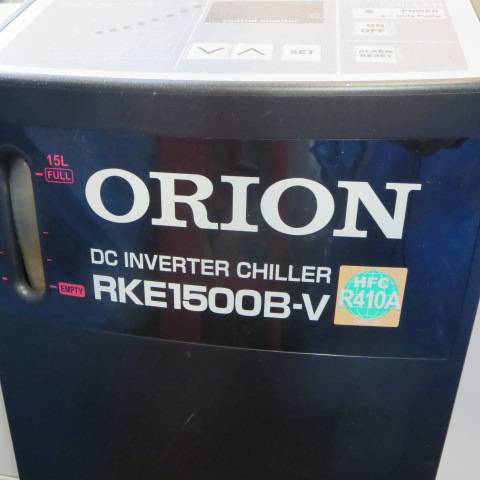 POWER
ON
OFF
SET
ALARM
RESET
15L
FULL
ORION
DC INVERTER CHILLER
RKE1500B-V
HFC
R410A
EMPTY